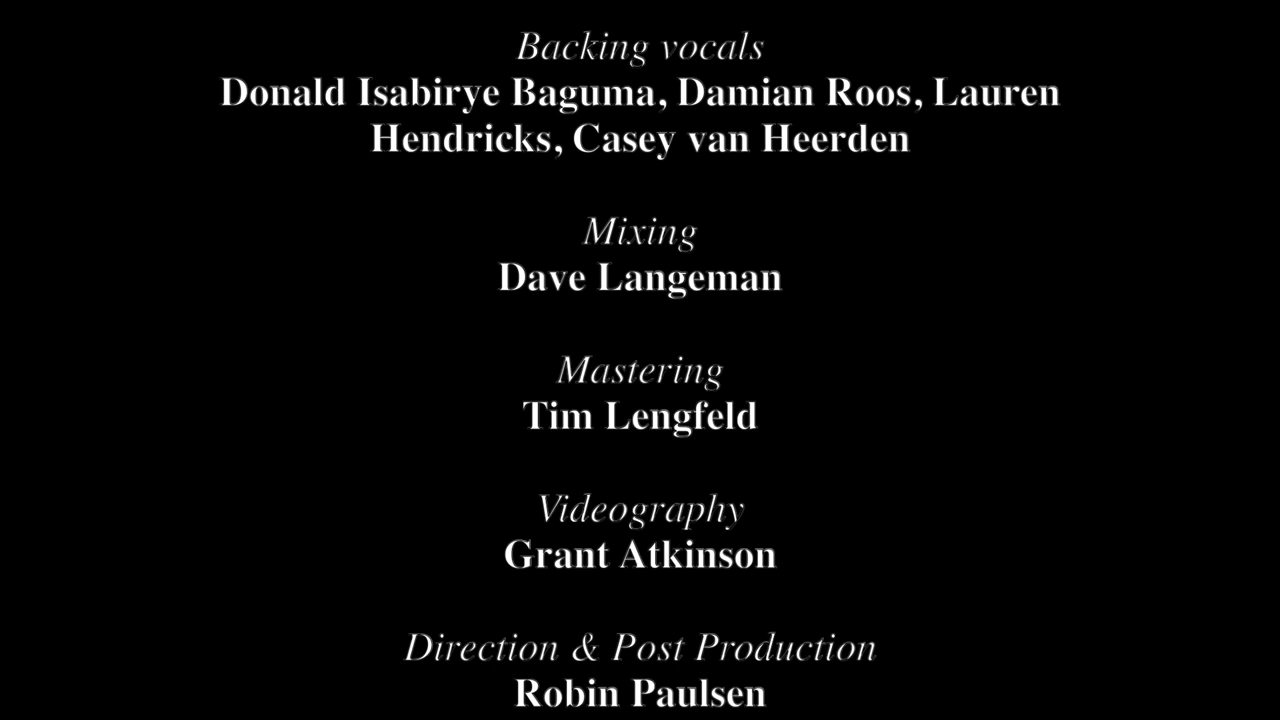 Backing vocals
Donald Isabirye Baguma, Damian Roos, Lauren
Hendricks, Casey van Heerden
Mixing
Dave Langeman
Mastering
Tim Lengfeld
Videography
Grant Atkinson
Direction & Post Production
Robin Paulsen